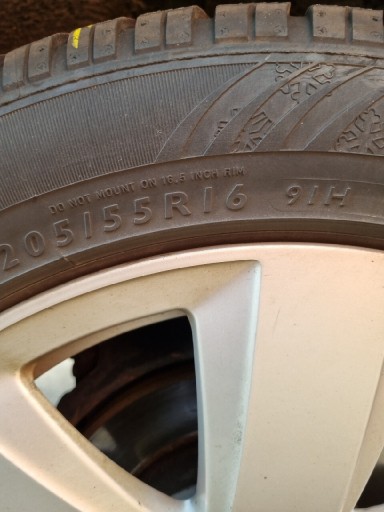 DO NOT MOUNT ON 16.5 INCH RIM
205/55R16 91H